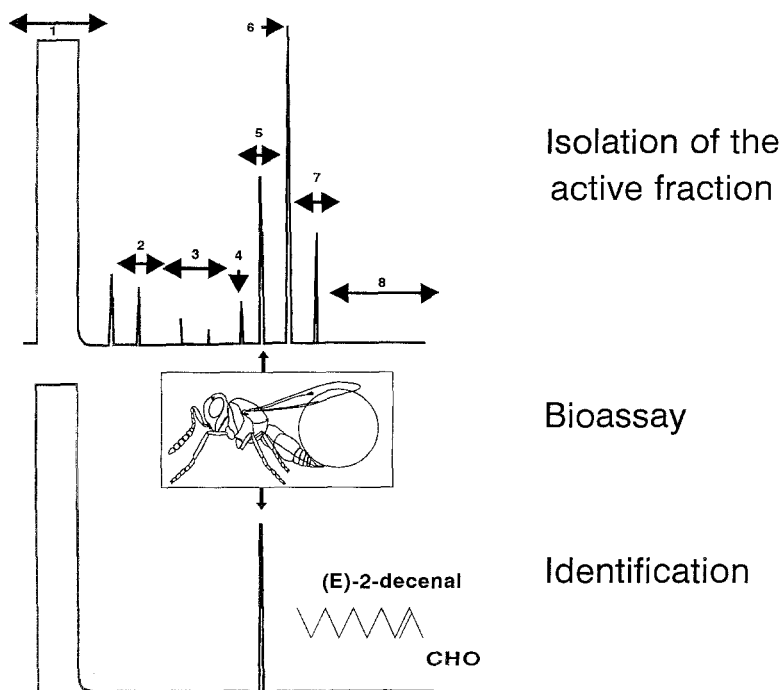 1
6
5
7
2
3
4
8
Isolation of the
active fraction
Bioassay
Identification
(E)-2-decenal
CHO